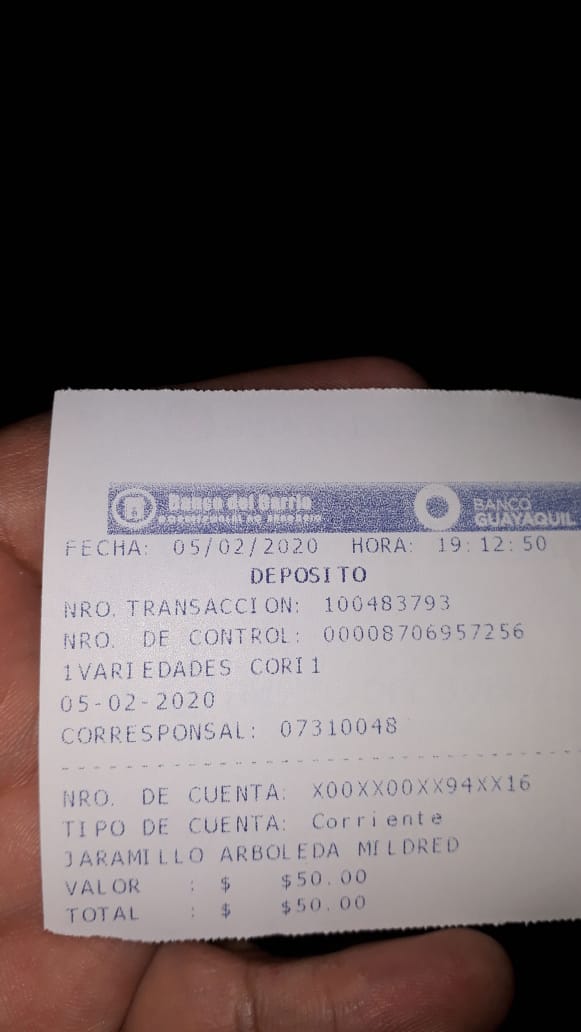 Banco del Barrio
BANCO
GUAYAQUIL
FECHA: 05/02/2020 HORA: 19:12:50
DEPOSITO
NRO. TRANSACCION: 100483793
NRO. DE CONTROL: 00008706957256
1VARIEDADES CORI1
05-02-2020
CORRESPONSAL: 07310048
NRO. DE CUENTA: X00XX00XX94XX16
TIPO DE CUENTA: Corriente
JARAMILLO ARBOLEDA MILDRED
VALOR : $ $50.00
TOTAL : $ $50.00